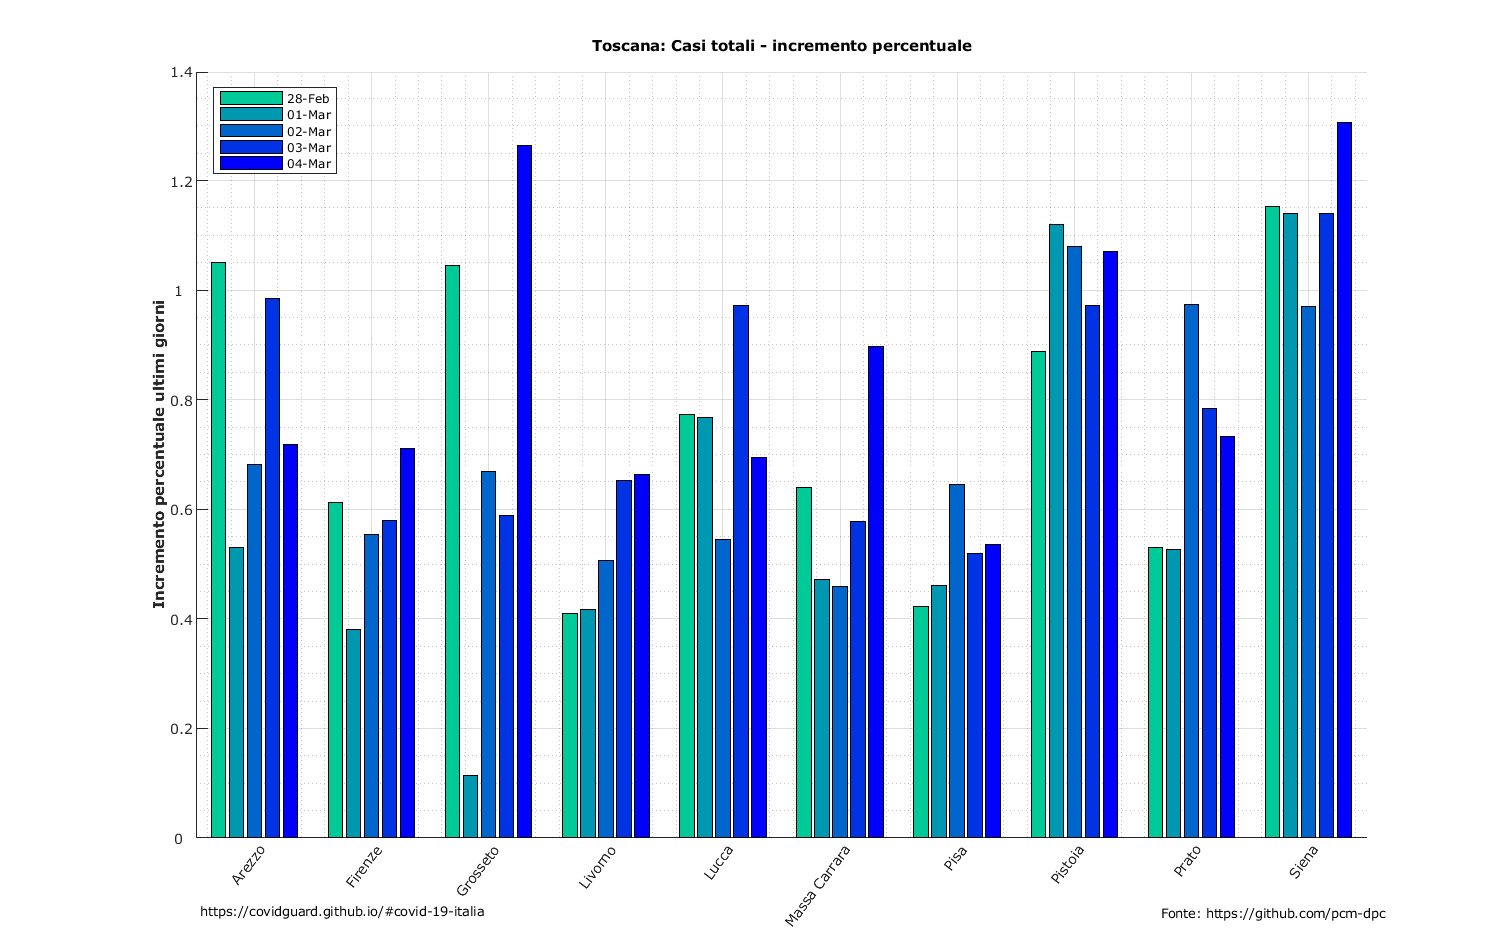 Toscana: Casi totali - incremento percentuale
1.4
1.2
1
0.8
0.6
0.4
0.2
0
Incremento percentuale ultimi giorni
28-Feb
01-Mar
02-Mar
03-Mar
04-Mar
Arezzo
Firenze
Grosseto
Livorno
Lucca
Massa Carrara
Pisa
Pistoia
Prato
Siena
https://covidguard.github.io/#covid-19-italia
Fonte: https://github.com/pcm-dpc